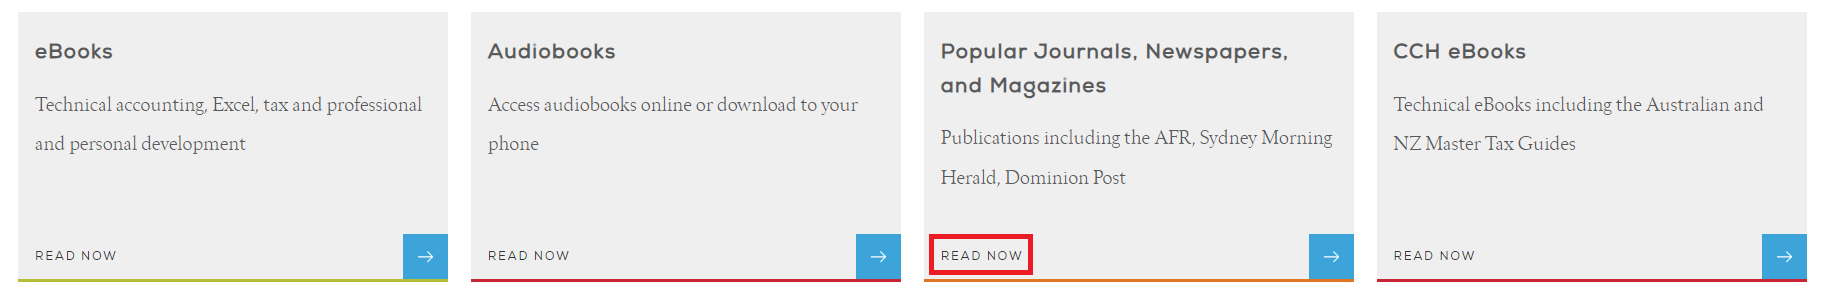 eBooks
Technical accounting, Excel, tax and professional
and personal development
READ NOW
Audiobooks
Access audiobooks online or download to your
phone
READ NOW
Popular Journals, Newspapers,
and Magazines
Publications including the AFR, Sydney Morning
Herald, Dominion Post
READ NOW
CCH eBooks
Technical eBooks including the Australian and
NZ Master Tax Guides
READ NOW